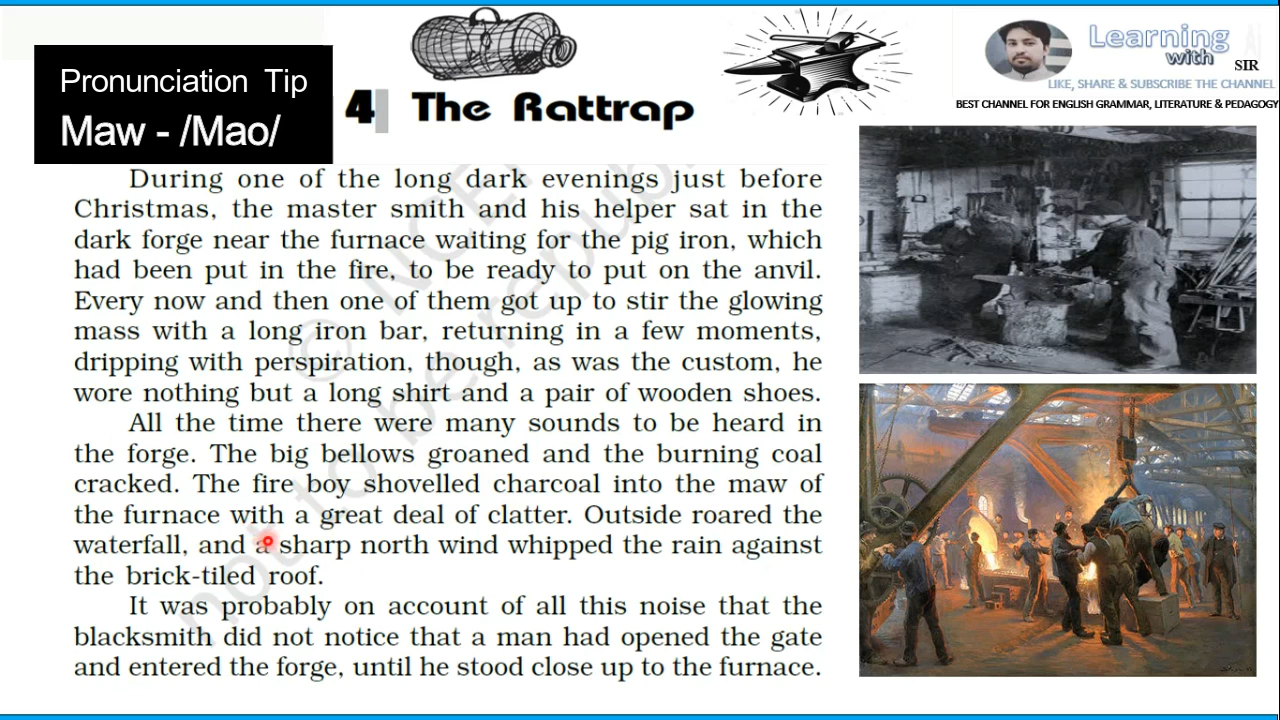 Pronunciation Tip
Maw - /Mao/
4 The Rattrap
Learning
with SIR
LIKE, SHARE & SUBSCRIBE THE CHANNEL
BEST CHANNEL FOR ENGLISH GRAMMAR, LITERATURE & PEDAGOGY
During one of the long dark evenings just before
Christmas, the master smith and his helper sat in the
dark forge near the furnace waiting for the pig iron, which
had been put in the fire, to be ready to put on the anvil.
Every now and then one of them got up to stir the glowing
mass with a long iron bar, returning in a few moments,
dripping with perspiration, though, as was the custom, he
wore nothing but a long shirt and a pair of wooden shoes.
All the time there were many sounds to be heard in
the forge. The big bellows groaned and the burning coal
cracked. The fire boy shovelled charcoal into the maw of
the furnace with a great deal of clatter. Outside roared the
waterfall, and a sharp north wind whipped the rain against
the brick-tiled roof.
It was probably on account of all this noise that the
blacksmith did not notice that a man had opened the gate
and entered the forge, until he stood close up to the furnace.
© NCE
not to be republ